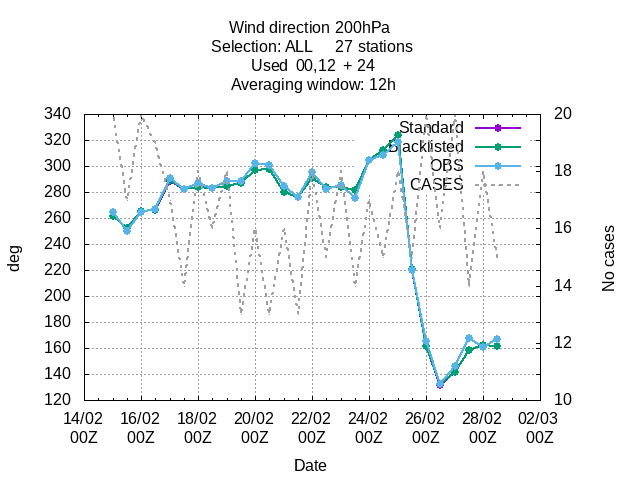 Wind direction 200hPa
Selection: ALL 27 stations
Used 00,12 + 24
Averaging window: 12h
340
320
300
280
260
240
220
200
180
160
140
120
deg
20
18
16
14
12
10
No cases
Standard
Blacklisted
OBS
CASES
14/02 16/02 18/02 20/02 22/02 24/02 26/02 28/02 02/03
00Z 00Z 00Z 00Z 00Z 00Z 00Z 00Z 00Z
Date